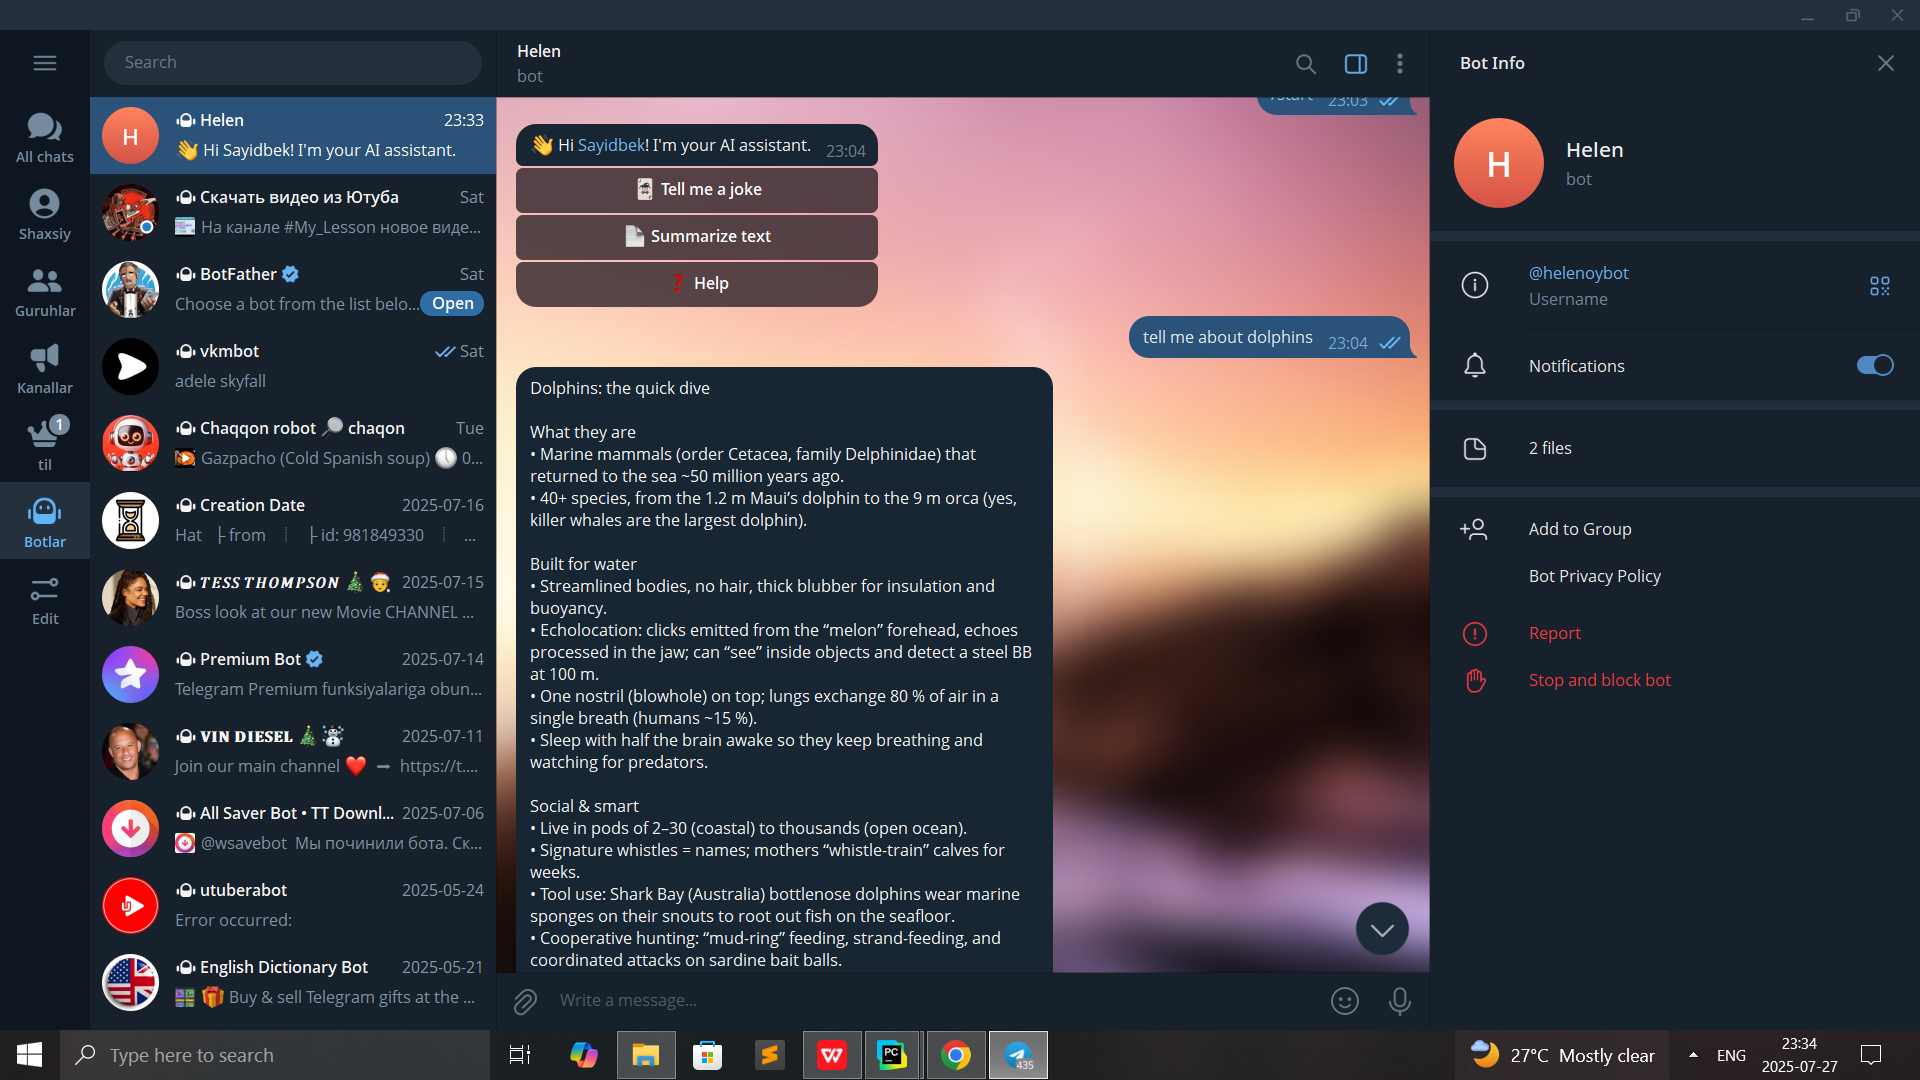 Search
All chats
Shaxsiy
Guruhlar
Kanallar
1
til
Botlar
Edit
H
Helen
23:33
👋 Hi Sayidbek! I'm your AI assistant.
Скачать видео из Ютуба
Sat
На канале #My_Lesson новое виде...
BotFather
Sat
Choose a bot from the list belo...
Open
vkmbot
Sat
adele skyfall
Chaqqon robot 🔎 chaqon
Tue
Gazpacho (Cold Spanish soup) 🕔 0...
Creation Date
2025-07-16
Hat ├ from ┊ ├ id: 981849330 ┊ ...
TESS THOMPSON 🎄 🤶
2025-07-15
Boss look at our new Movie CHANNEL ...
Premium Bot
2025-07-14
Telegram Premium funksiyalariga obun...
VIN DIESEL 🎄 ☃️
2025-07-11
Join our main channel ❤️ ➙ https://t....
All Saver Bot • TT Downl...
2025-07-06
@wsavebot Мы починили бота. Ск...
utuberabot
2025-05-24
Error occurred:
English Dictionary Bot
2025-05-21
🎁 Buy & sell Telegram gifts at the ...
Helen
bot
/start 23:03
👋 Hi Sayidbek! I'm your AI assistant. 23:04
🃏 Tell me a joke
📄 Summarize text
❓ Help
tell me about dolphins 23:04
Dolphins: the quick dive
What they are
• Marine mammals (order Cetacea, family Delphinidae) that
returned to the sea ~50 million years ago.
• 40+ species, from the 1.2 m Maui’s dolphin to the 9 m orca (yes,
killer whales are the largest dolphin).
Built for water
• Streamlined bodies, no hair, thick blubber for insulation and
buoyancy.
• Echolocation: clicks emitted from the “melon” forehead, echoes
processed in the jaw; can “see” inside objects and detect a steel BB
at 100 m.
• One nostril (blowhole) on top; lungs exchange 80 % of air in a
single breath (humans ~15 %).
• Sleep with half the brain awake so they keep breathing and
watching for predators.
Social & smart
• Live in pods of 2–30 (coastal) to thousands (open ocean).
• Signature whistles = names; mothers “whistle-train” calves for
weeks.
• Tool use: Shark Bay (Australia) bottlenose dolphins wear marine
sponges on their snouts to root out fish on the seafloor.
• Cooperative hunting: “mud-ring” feeding, strand-feeding, and
coordinated attacks on sardine bait balls.
Write a message...
Bot Info
H
Helen
bot
@helenoybot
Username
Notifications
2 files
Add to Group
Bot Privacy Policy
Report
Stop and block bot
Type here to search
PC
435
27°C Mostly clear
ENG
23:34
2025-07-27